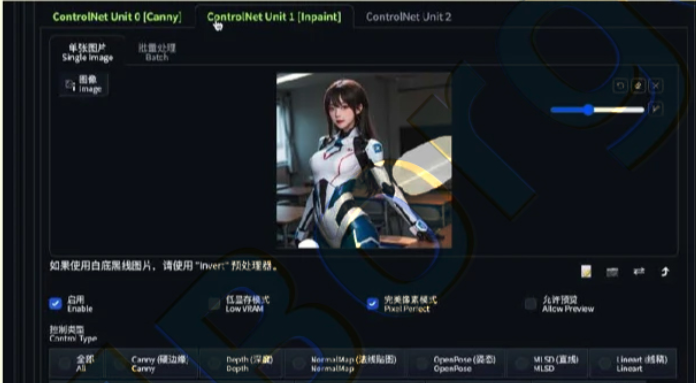 ControlNet Unit 0 [Canny] ControlNet Unit 1 [Inpaint] ControlNet Unit 2
单张图片 批量处理
Single Image Batch
图像
Image
如果使用白底黑线图片，请使用 "invert" 预处理器。
启用 低显存模式 完美像素模式 允许预览
Enable Low VRAM Pixel Perfect Allow Preview
控制类型
Control Type
全部 Canny (硬边缘) Depth (深度) NormalMap (法线贴图) OpenPose (姿态) MLSD (直线) Lineart (线稿)
All Canny Depth NormalMap OpenPose MLSD Lineart